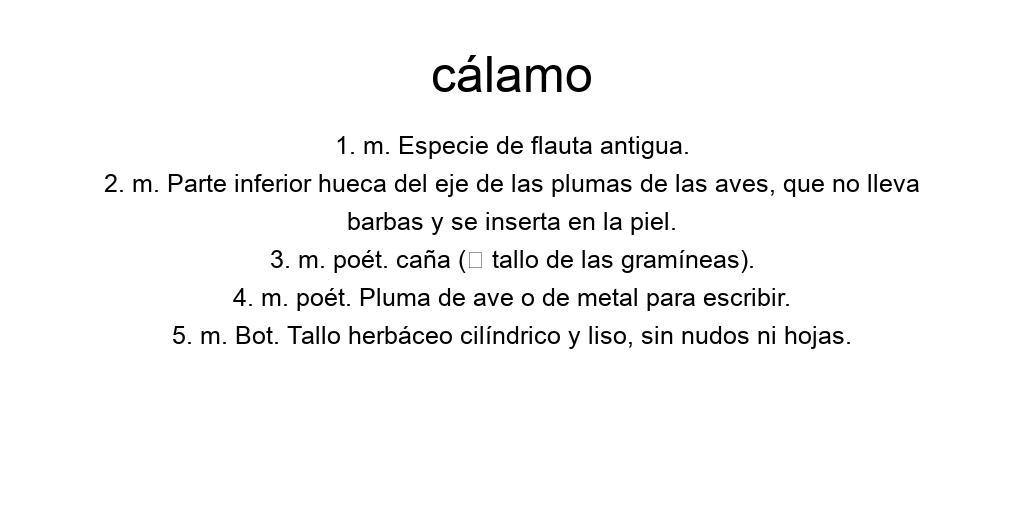 cálamo
1. m. Especie de flauta antigua.
2. m. Parte inferior hueca del eje de las plumas de las aves, que no lleva
barbas y se inserta en la piel.
3. m. poét. caña (□ tallo de las gramíneas).
4. m. poét. Pluma de ave o de metal para escribir.
5. m. Bot. Tallo herbáceo cilíndrico y liso, sin nudos ni hojas.